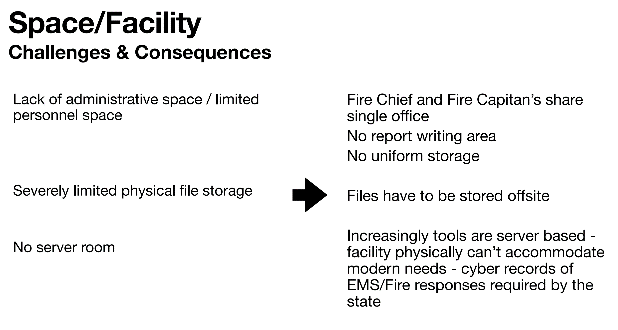 Space/Facility
Challenges & Consequences
Lack of administrative space / limited
personnel space
Fire Chief and Fire Capitan's share
single office
No report writing area
No uniform storage
Severely limited physical file storage
Files have to be stored offsite
No server room
Increasingly tools are server based -
facility physically can't accommodate
modern needs - cyber records of
EMS/Fire responses required by the
state